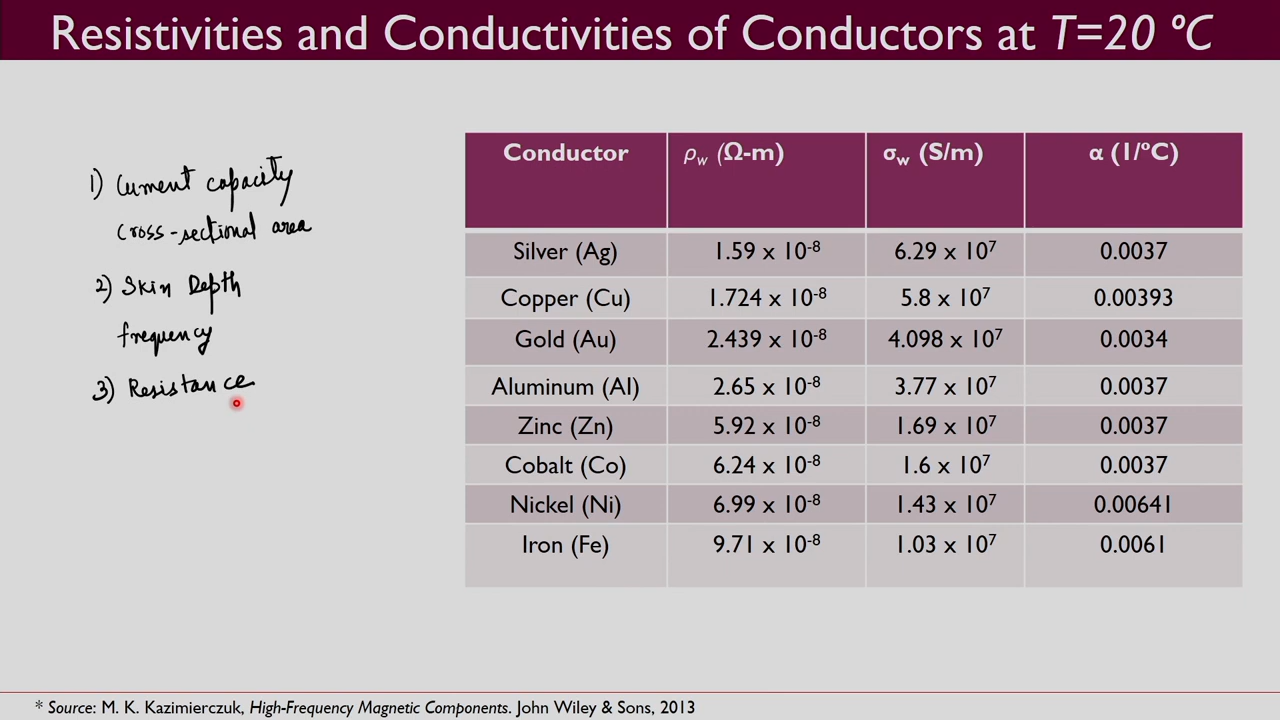 Resistivities and Conductivities of Conductors at T=20 ºC
1) Current capacity
cross-sectional area
2) Skin Depth
frequency
3) Resistance
Conductor ρw (Ω-m) σw (S/m) α (1/ºC)
Silver (Ag) 1.59 x 10-8 6.29 x 107 0.0037
Copper (Cu) 1.724 x 10-8 5.8 x 107 0.00393
Gold (Au) 2.439 x 10-8 4.098 x 107 0.0034
Aluminum (Al) 2.65 x 10-8 3.77 x 107 0.0037
Zinc (Zn) 5.92 x 10-8 1.69 x 107 0.0037
Cobalt (Co) 6.24 x 10-8 1.6 x 107 0.0037
Nickel (Ni) 6.99 x 10-8 1.43 x 107 0.00641
Iron (Fe) 9.71 x 10-8 1.03 x 107 0.0061
* Source: M. K. Kazimierczuk, High-Frequency Magnetic Components. John Wiley & Sons, 2013